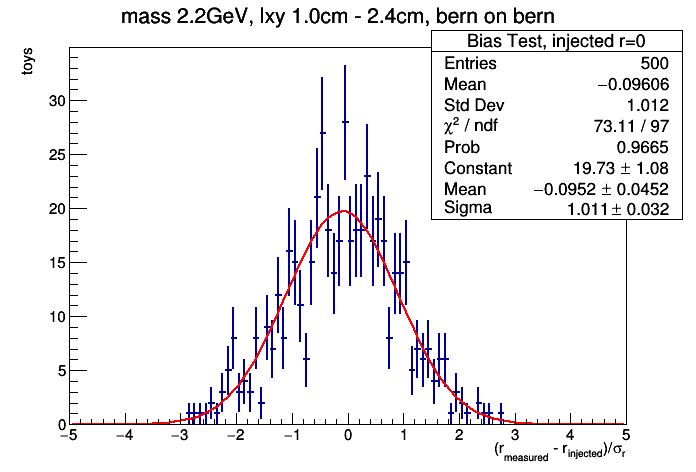 mass 2.2GeV, lxy 1.0cm - 2.4cm, bern on bern
Bias Test, injected r=0
Entries 500
Mean −0.09606
Std Dev 1.012
χ² / ndf 73.11 / 97
Prob 0.9665
Constant 19.73 ± 1.08
Mean −0.0952 ± 0.0452
Sigma 1.011 ± 0.032
toys
30
25
20
15
10
5
0
−5 −4 −3 −2 −1 0 1 2 3 4 5
(r_measured - r_injected)/σ_r